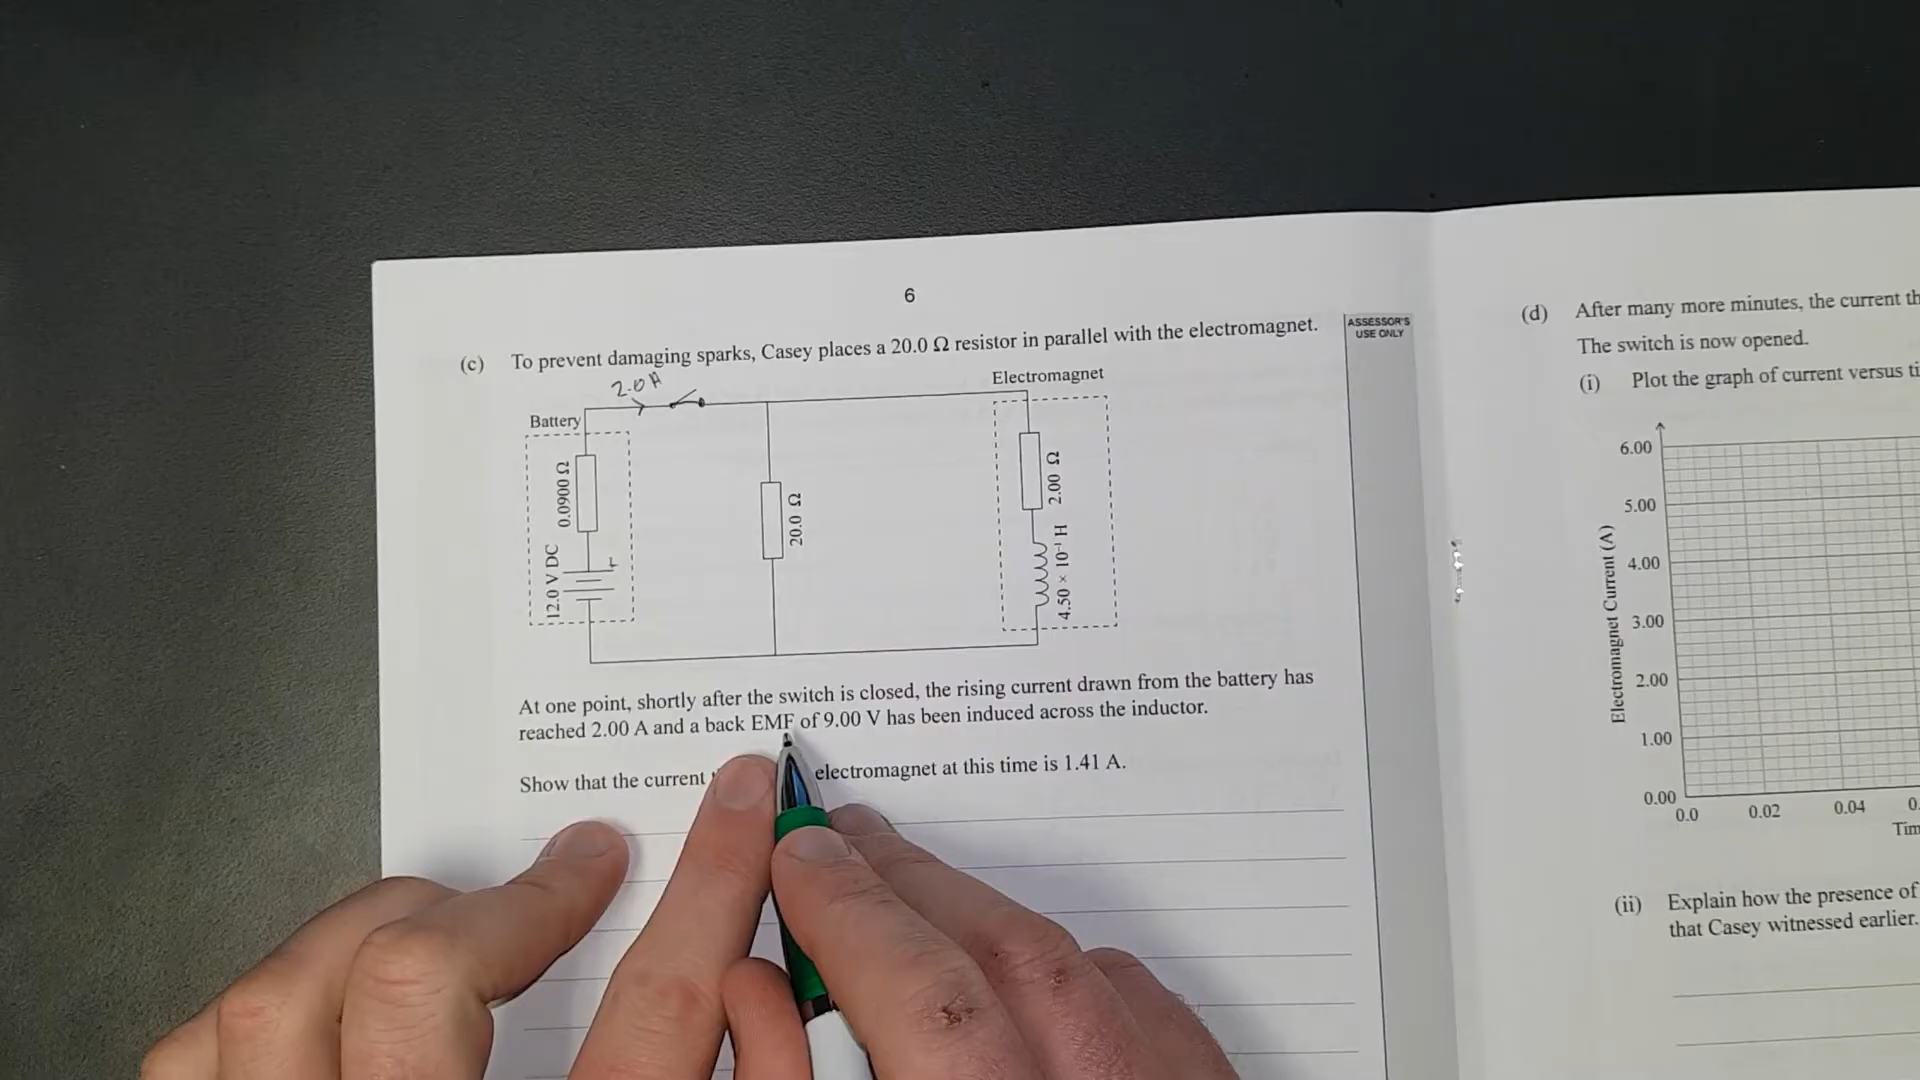 6
(c) To prevent damaging sparks, Casey places a 20.0 Ω resistor in parallel with the electromagnet.
ASSESSOR'S
USE ONLY
2.0 A
Electromagnet
Battery
0.0900 Ω
12.0 V DC
20.0 Ω
2.00 Ω
4.50 × 10⁻¹ H
At one point, shortly after the switch is closed, the rising current drawn from the battery has
reached 2.00 A and a back EMF of 9.00 V has been induced across the inductor.
Show that the current electromagnet at this time is 1.41 A.
(d) After many more minutes, the current
The switch is now opened.
(i) Plot the graph of current versus
Electromagnet Current (A)
6.00
5.00
4.00
3.00
2.00
1.00
0.00
0.0 0.02 0.04
(ii) Explain how the presence of
that Casey witnessed earlier.